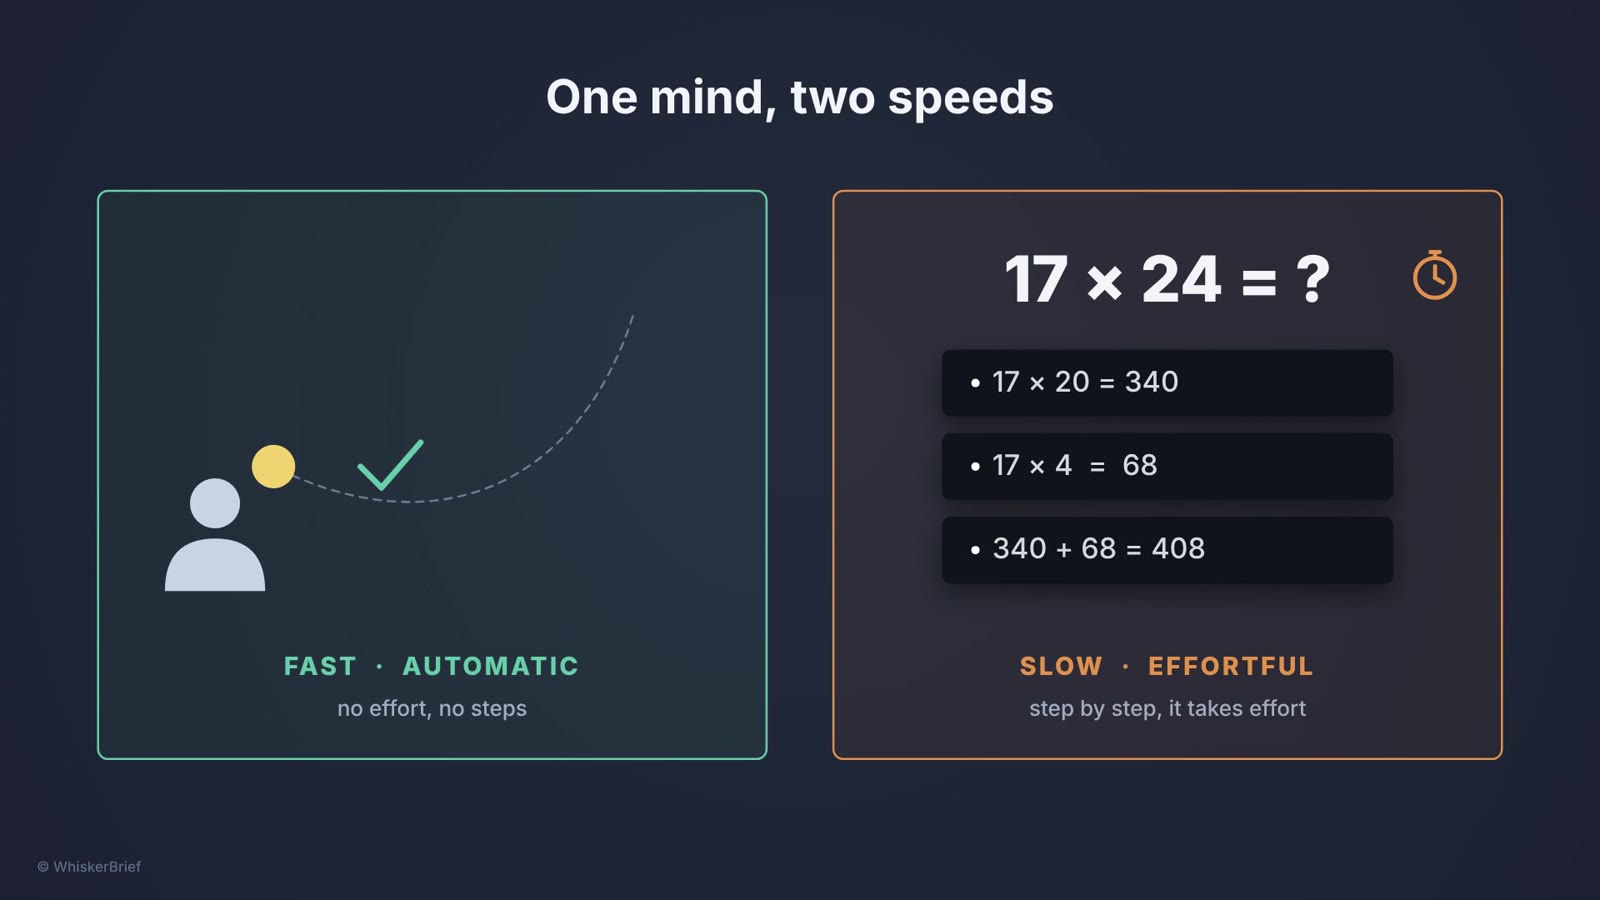 One mind, two speeds
FAST · AUTOMATIC
no effort, no steps
17 × 24 = ?
• 17 × 20 = 340
• 17 × 4 = 68
• 340 + 68 = 408
SLOW · EFFORTFUL
step by step, it takes effort
© WhiskerBrief